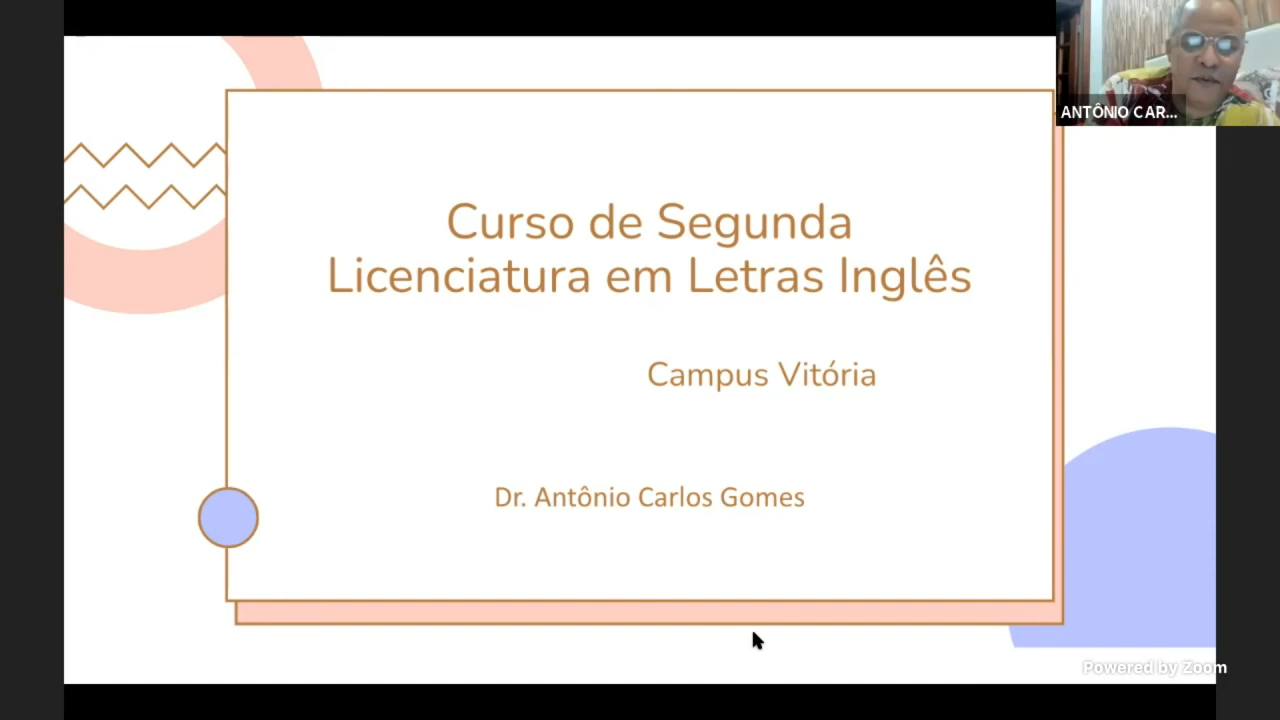 ANTÔNIO CAR...
Curso de Segunda
Licenciatura em Letras Inglês
Campus Vitória
Dr. Antônio Carlos Gomes
Powered by Zoom